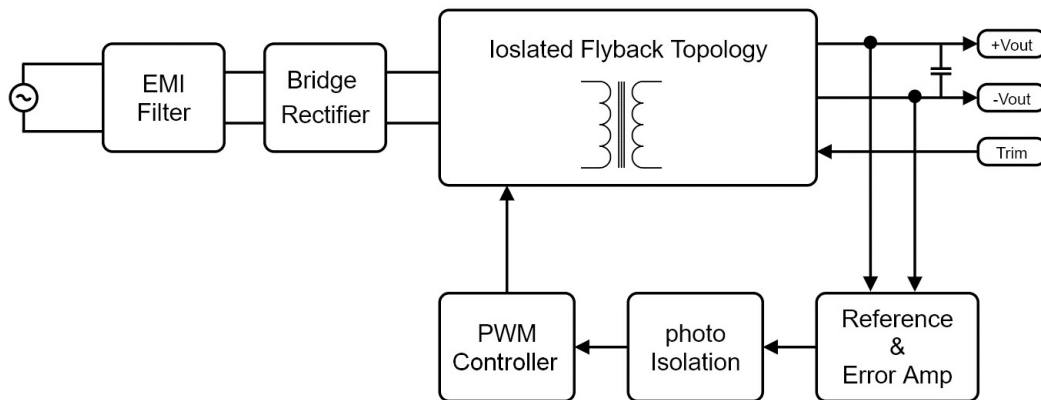 EMI
Filter
Bridge
Rectifier
Ioslated Flyback Topology
+Vout
-Vout
Trim
PWM
Controller
photo
Isolation
Reference
&
Error Amp